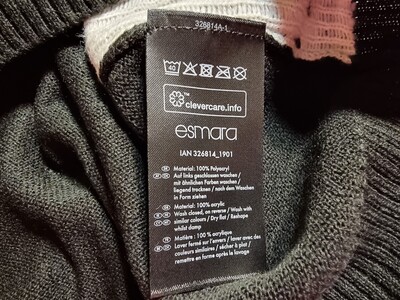 326814A-1
40
™
clevercare.info
esmara
IAN 326814_1901
Material: 100% Polyacryl
Auf links geschlossen waschen /
mit ähnlichen Farben waschen /
liegend trocknen / nach dem Waschen
in Form ziehen
Material: 100% acrylic
Wash closed, on reverse / Wash with
similar colours / Dry flat / Reshape
whilst damp
Matière : 100 % acrylique
Laver fermé sur l'envers / laver avec des
couleurs similaires / sécher à plat /
remettre en forme après le lavage